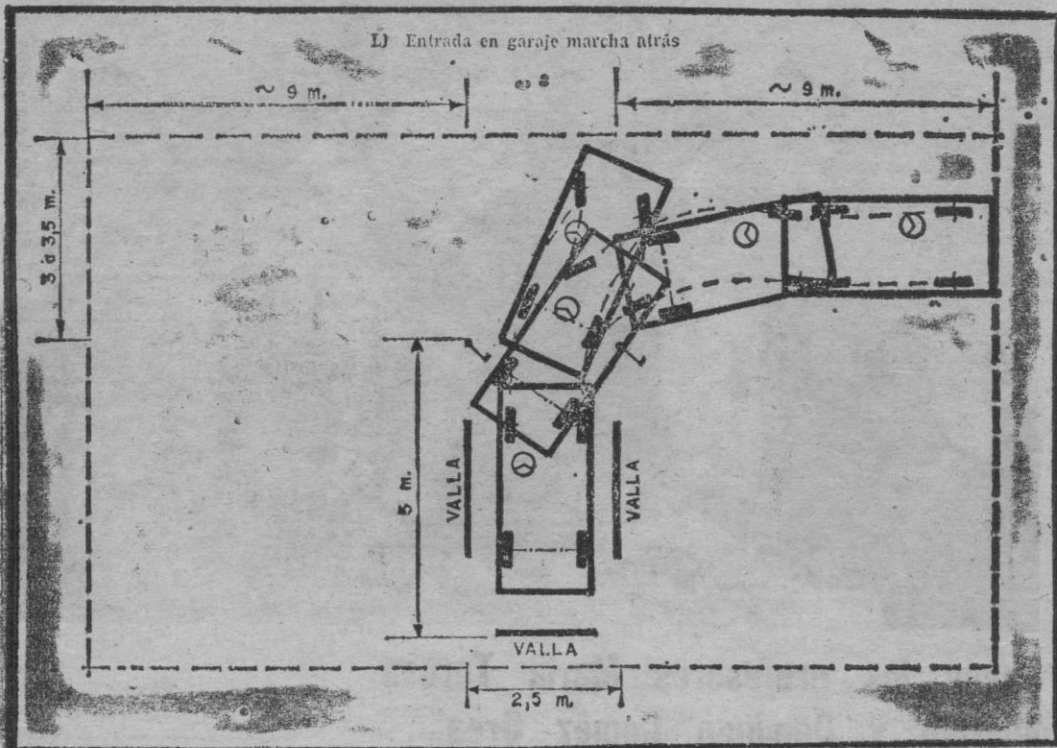 L) Entrada en garaje marcha atrás
~ 9 m.
~ 9 m.
3 a 3,5 m.
5 m.
VALLA
VALLA
VALLA
2,5 m.